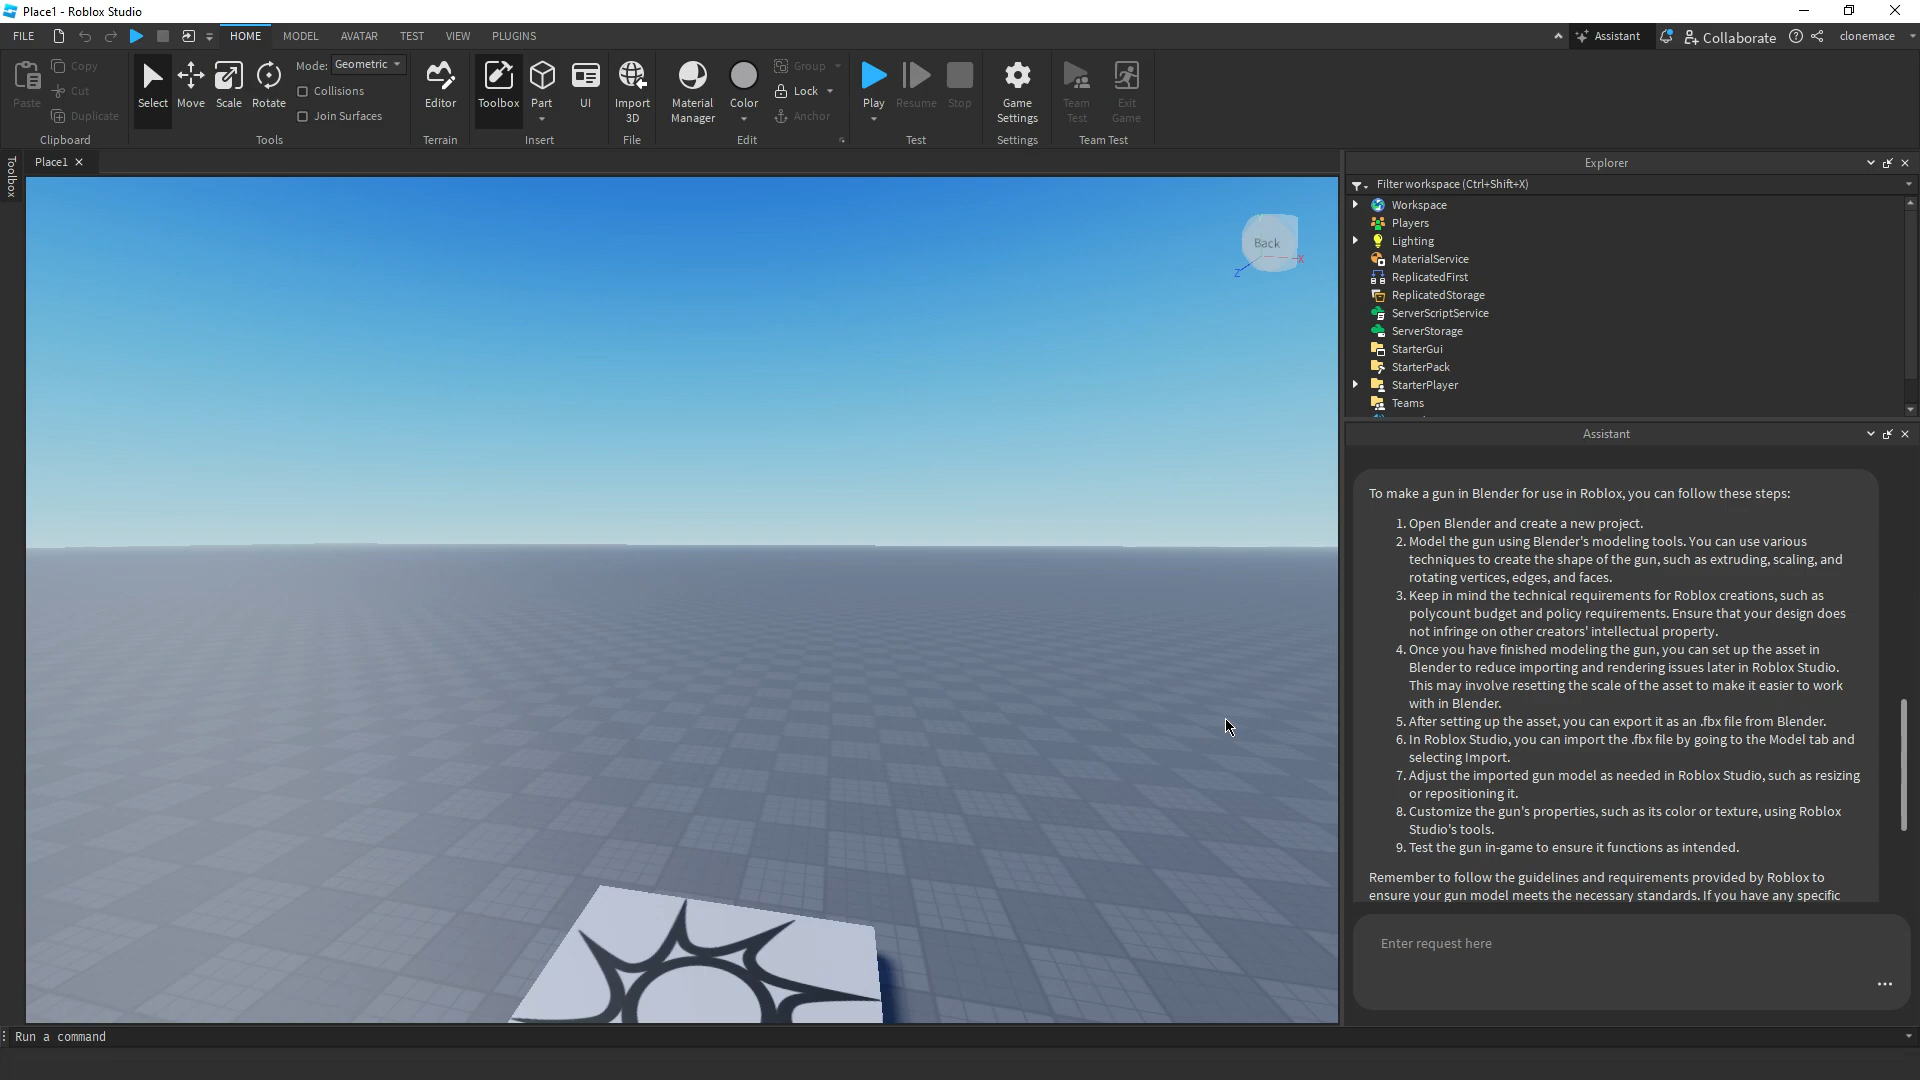 Place1 - Roblox Studio
FILE
HOME
MODEL
AVATAR
TEST
VIEW
PLUGINS
Assistant
Collaborate
clonemace
Paste
Copy
Cut
Duplicate
Clipboard
Select
Move
Scale
Rotate
Mode: Geometric
Collisions
Join Surfaces
Tools
Editor
Terrain
Toolbox
Part
UI
Insert
Import
3D
File
Material
Manager
Color
Group
Lock
Anchor
Edit
Play
Resume
Stop
Test
Game
Settings
Settings
Team
Test
Exit
Game
Team Test
Toolbox
Place1
Back
Z
X
Explorer
Filter workspace (Ctrl+Shift+X)
Workspace
Players
Lighting
MaterialService
ReplicatedFirst
ReplicatedStorage
ServerScriptService
ServerStorage
StarterGui
StarterPack
StarterPlayer
Teams
Assistant
To make a gun in Blender for use in Roblox, you can follow these steps:
1. Open Blender and create a new project.
2. Model the gun using Blender's modeling tools. You can use various
techniques to create the shape of the gun, such as extruding, scaling, and
rotating vertices, edges, and faces.
3. Keep in mind the technical requirements for Roblox creations, such as
polycount budget and policy requirements. Ensure that your design does
not infringe on other creators' intellectual property.
4. Once you have finished modeling the gun, you can set up the asset in
Blender to reduce importing and rendering issues later in Roblox Studio.
This may involve resetting the scale of the asset to make it easier to work
with in Blender.
5. After setting up the asset, you can export it as an .fbx file from Blender.
6. In Roblox Studio, you can import the .fbx file by going to the Model tab and
selecting Import.
7. Adjust the imported gun model as needed in Roblox Studio, such as resizing
or repositioning it.
8. Customize the gun's properties, such as its color or texture, using Roblox
Studio's tools.
9. Test the gun in-game to ensure it functions as intended.
Remember to follow the guidelines and requirements provided by Roblox to
ensure your gun model meets the necessary standards. If you have any specific
Enter request here
Run a command